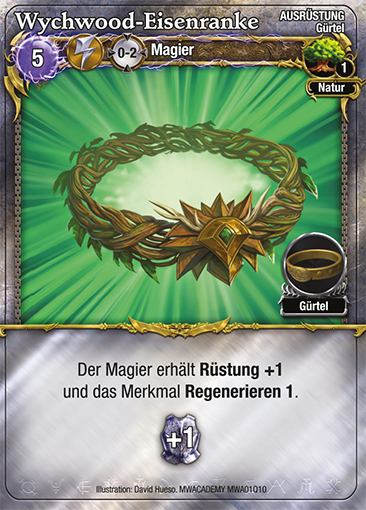 Wychwood-Eisenranke
AUSRÜSTUNG
Gürtel
5
0-2
Magier
1
Natur
Gürtel
Der Magier erhält Rüstung +1
und das Merkmal Regenerieren 1.
+1
Illustration: David Hueso. MWACADEMY MWA01Q10